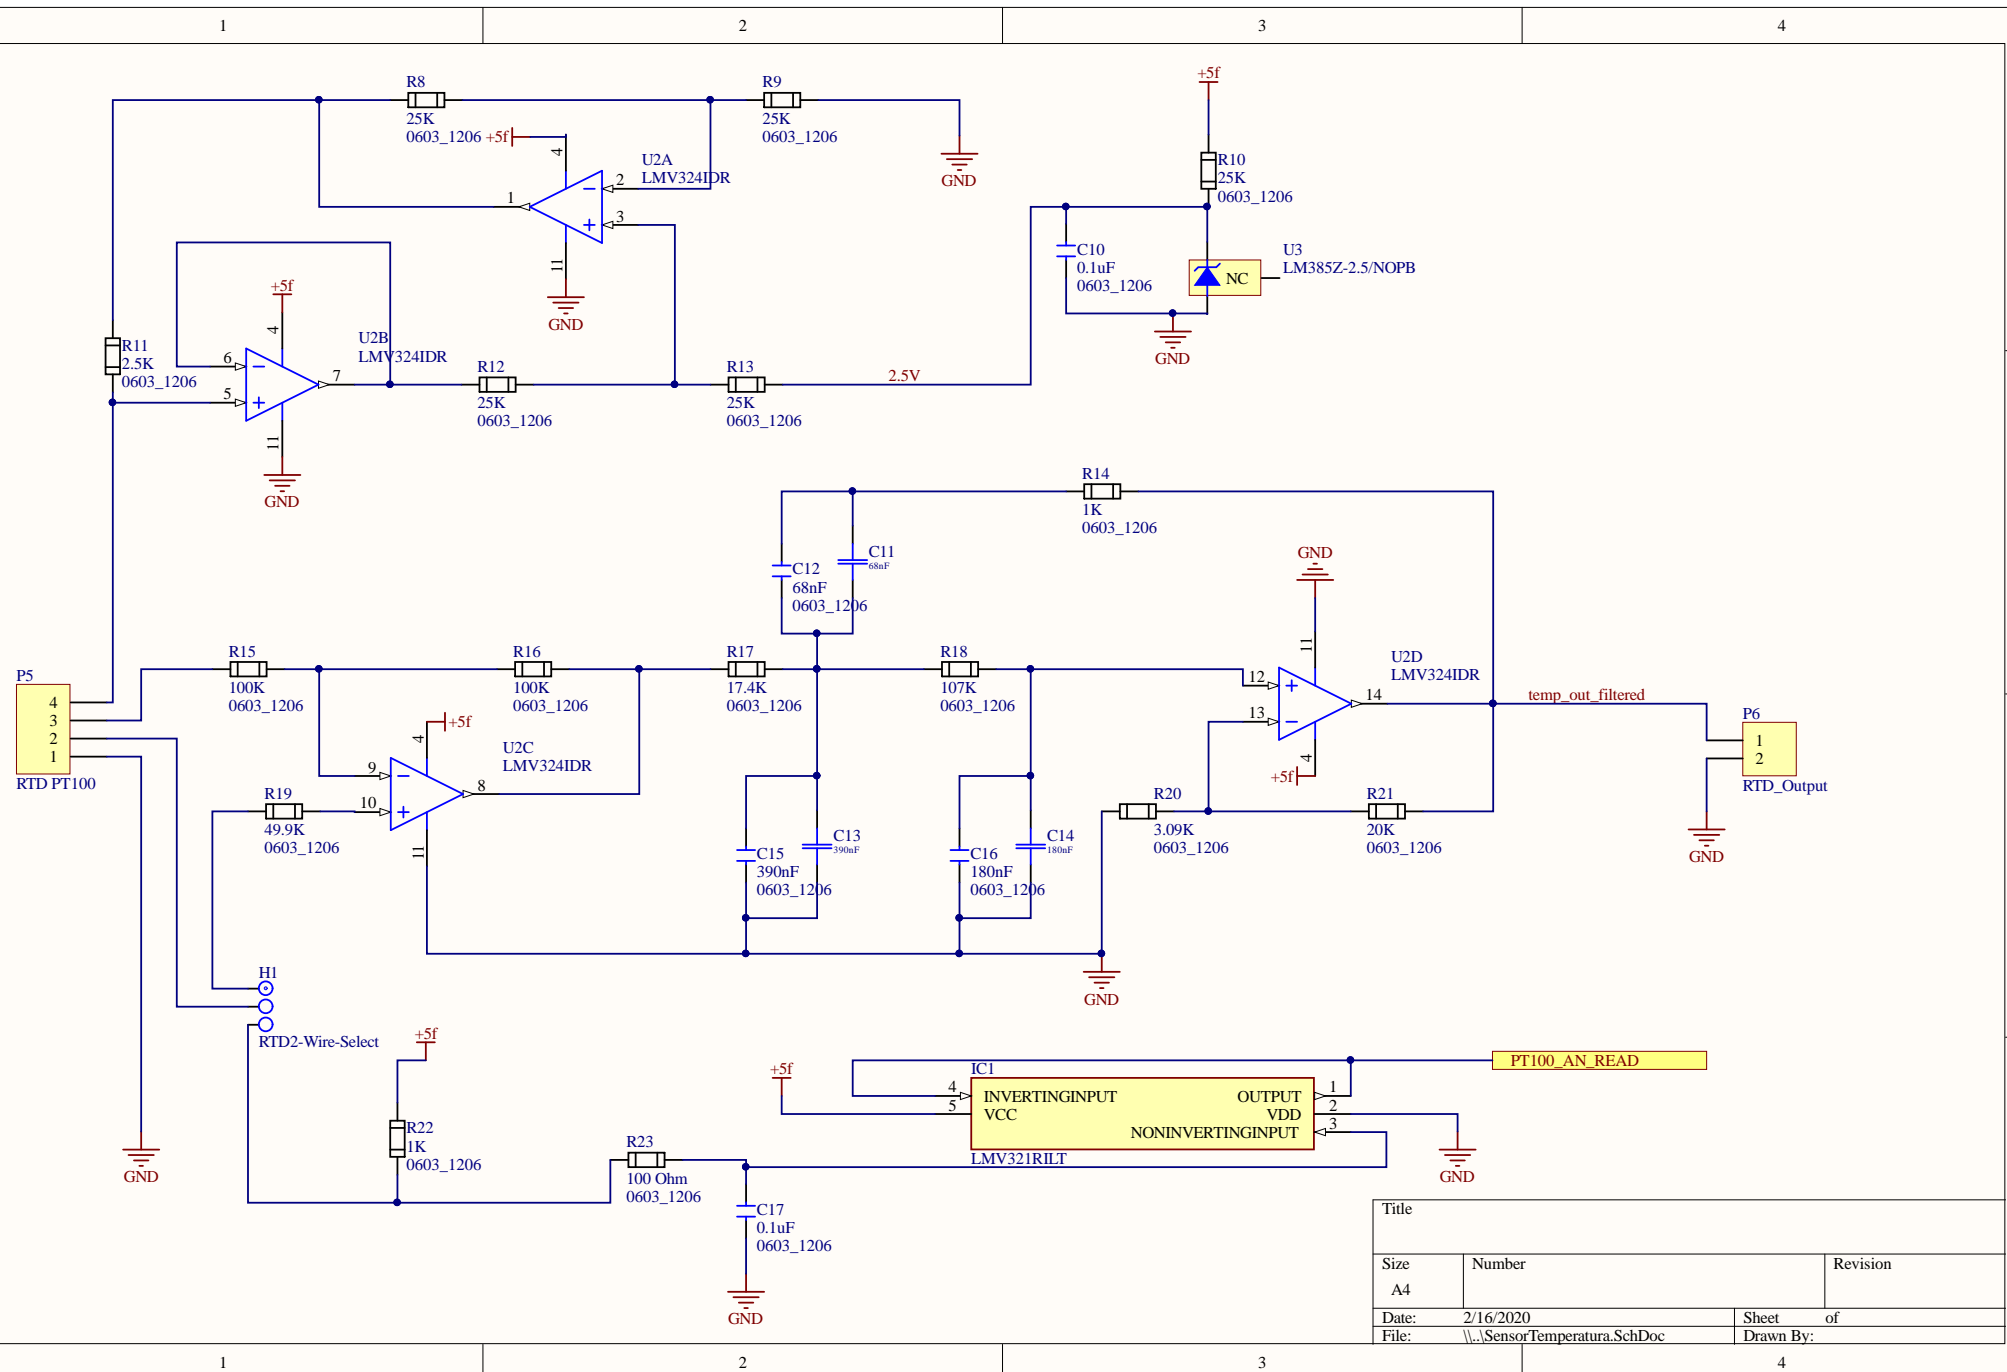 1 2 3 4
R8
25K
0603_1206
+5f
R9
25K
0603_1206
GND
+5f
R10
25K
0603_1206
U2A
LMV324IDR
4
2
1
3
11
GND
C10
0.1uF
0603_1206
U3
LM385Z-2.5/NOPB
NC
GND
+5f
4
U2B
LMV324IDR
R11
2.5K
0603_1206
6
7
5
11
GND
R12
25K
0603_1206
R13
25K
0603_1206
2.5V
R14
1K
0603_1206
C12
68nF
0603_1206
C11
68nF
GND
11
U2D
LMV324IDR
12
14
13
4
+5f
temp_out_filtered
P6
1
2
RTD_Output
GND
P5
4
3
2
1
RTD PT100
R15
100K
0603_1206
R16
100K
0603_1206
R17
17.4K
0603_1206
R18
107K
0603_1206
4
+5f
U2C
LMV324IDR
9
8
10
11
R19
49.9K
0603_1206
C15
390nF
0603_1206
C13
390nF
C16
180nF
0603_1206
C14
180nF
R20
3.09K
0603_1206
R21
20K
0603_1206
GND
H1
RTD2-Wire-Select
+5f
R22
1K
0603_1206
GND
R23
100 Ohm
0603_1206
C17
0.1uF
0603_1206
GND
+5f
IC1
4 INVERTINGINPUT OUTPUT 1
5 VCC VDD 2
NONINVERTINGINPUT 3
LMV321RILT
PT100_AN_READ
GND
Title
Size Number Revision
A4
Date: 2/16/2020 Sheet of
File: \\..\SensorTemperatura.SchDoc Drawn By:
1 2 3 4